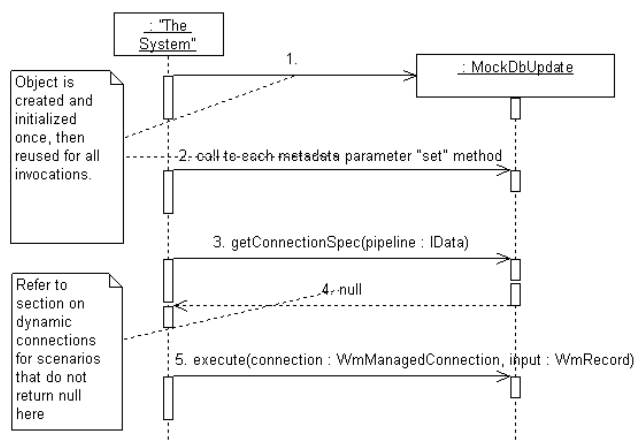 : "The
System"
1.
: MockDbUpdate
Object is
created and
initialized
once, then
reused for all
invocations.
2. call to each metadata parameter "set" method
3. getConnectionSpec(pipeline : IData)
4. null
Refer to
section on
dynamic
connections
for scenarios
that do not
return null
here
5. execute(connection : WmManagedConnection, input : WmRecord)